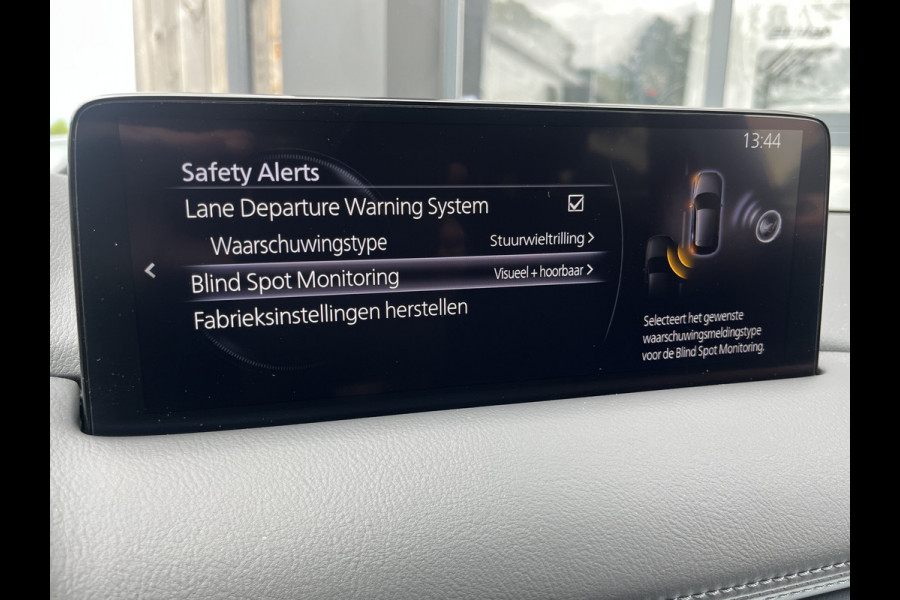 13:44
Safety Alerts
Lane Departure Warning System
Waarschuwingstype Stuurwieltrilling
Blind Spot Monitoring Visueel + hoorbaar
Fabrieksinstellingen herstellen
Selecteert het gewenste
waarschuwingsmeldingstype
voor de Blind Spot Monitoring.